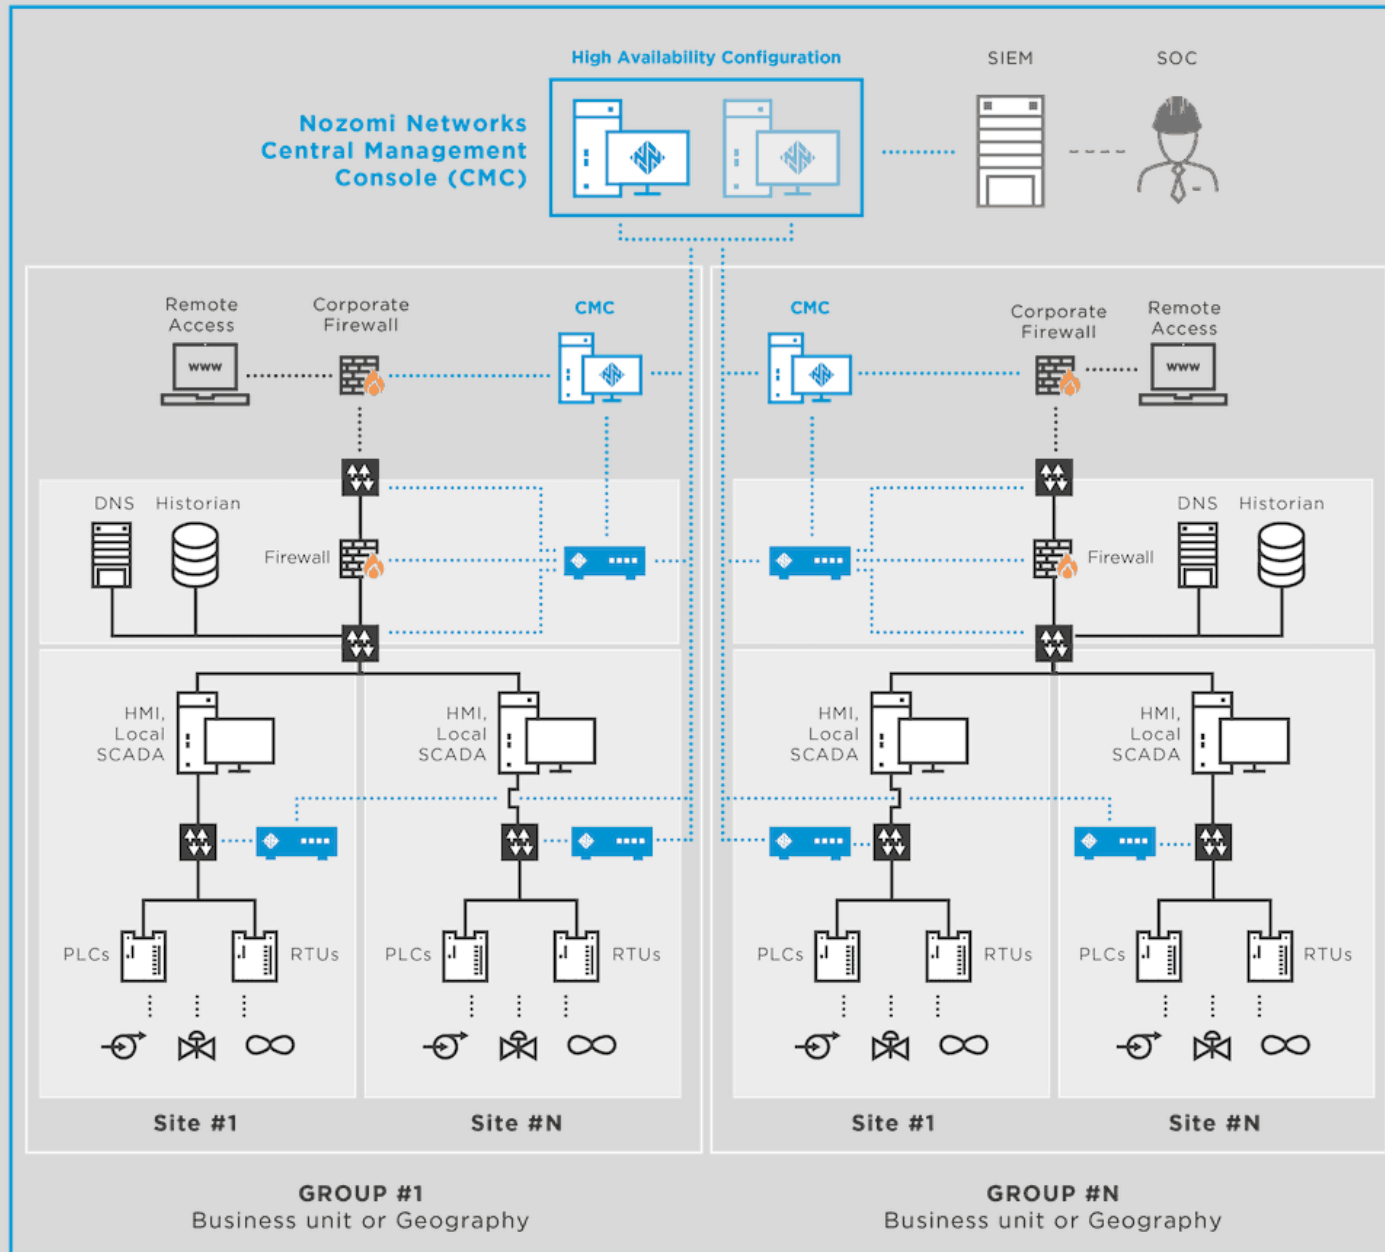 High Availability Configuration
SIEM
SOC
Nozomi Networks
Central Management
Console (CMC)
Remote
Access
Corporate
Firewall
CMC
CMC
Corporate
Firewall
Remote
Access
www
www
DNS
Historian
Firewall
DNS
Historian
Firewall
HMI,
Local
SCADA
HMI,
Local
SCADA
HMI,
Local
SCADA
HMI,
Local
SCADA
PLCs
RTUs
PLCs
RTUs
PLCs
RTUs
PLCs
RTUs
Site #1
Site #N
Site #1
Site #N
GROUP #1
Business unit or Geography
GROUP #N
Business unit or Geography